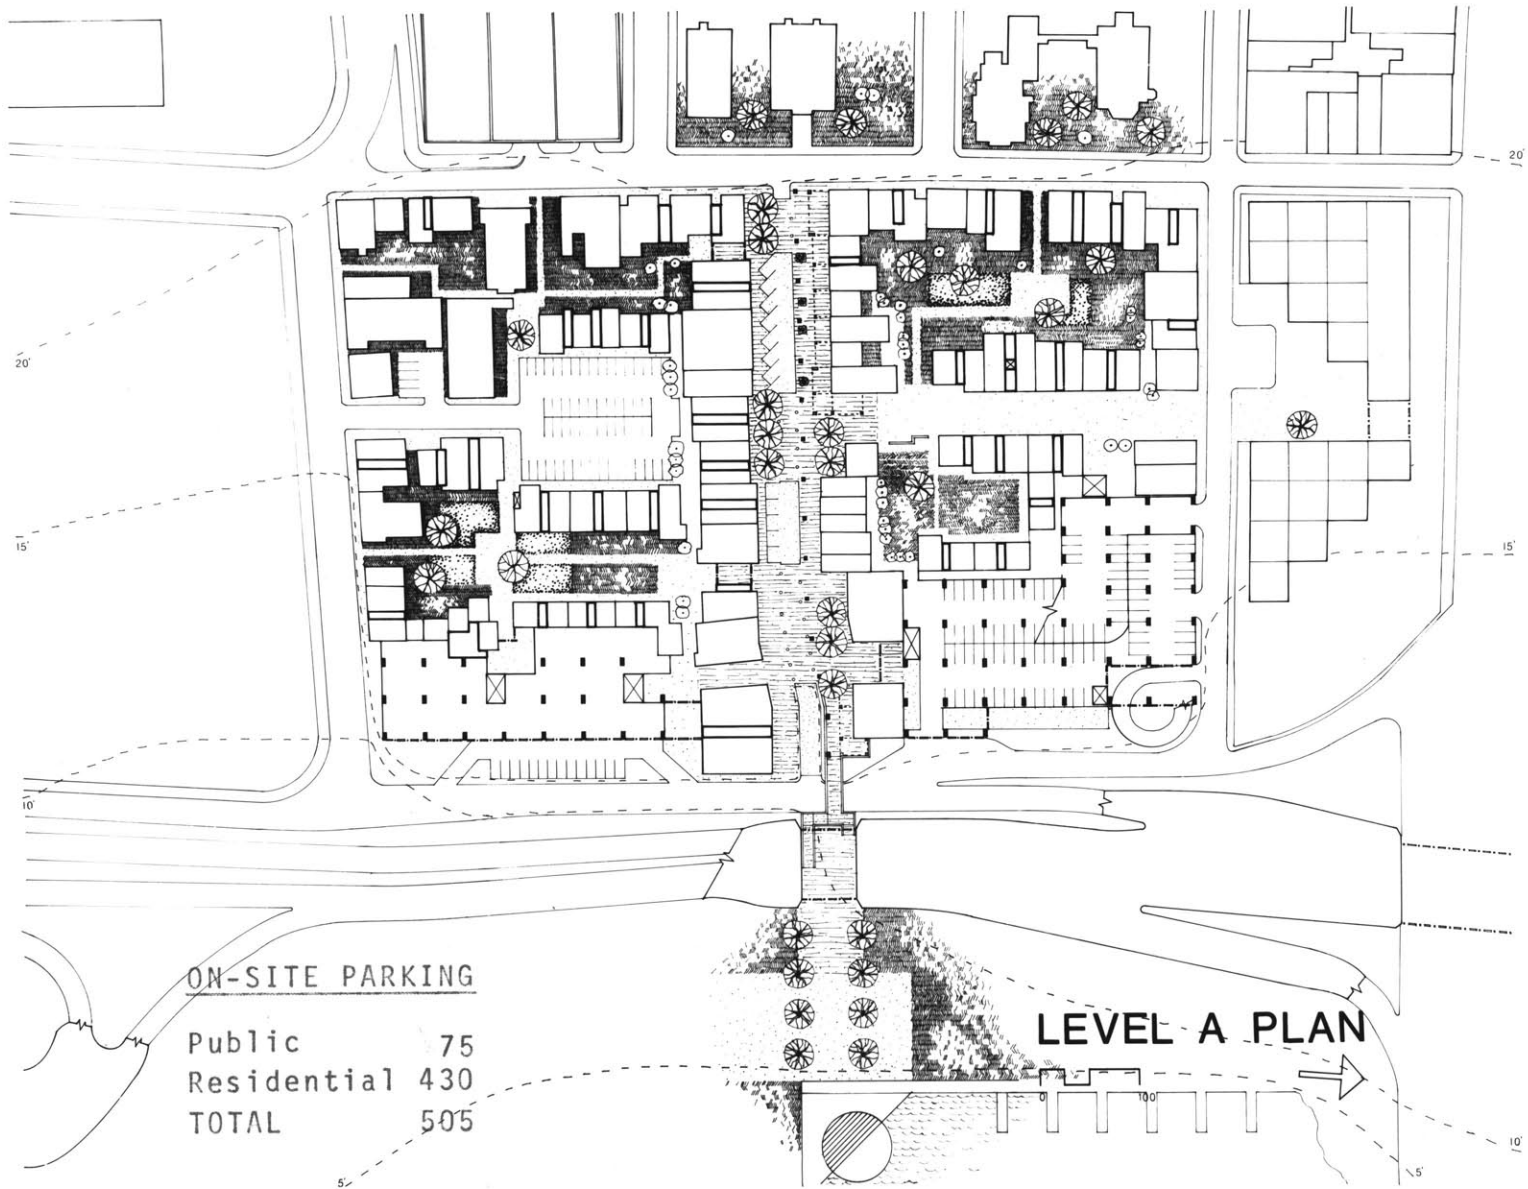 20'
20'
15'
15'
10'
ON-SITE PARKING
Public 75
Residential 430
TOTAL 505
LEVEL A PLAN
0 100
10'
5'
5'